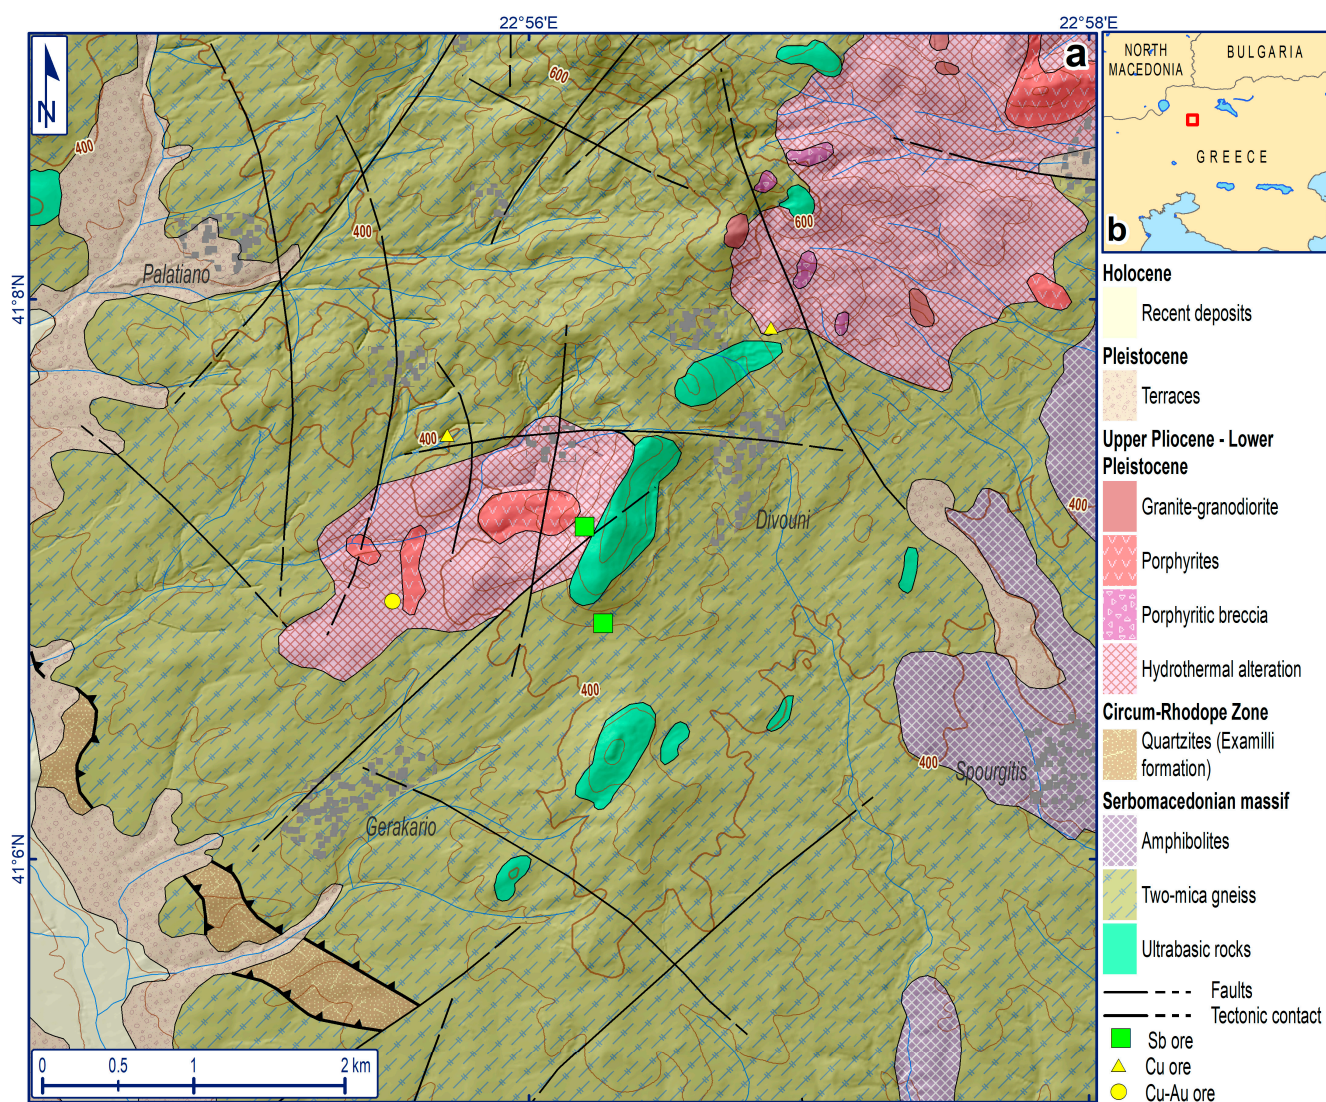 22°56'E
22°58'E
N
a
600
400
400
600
Palatiano
41°8'N
400
400
Divouni
400
400
Spourgitis
Gerakario
41°6'N
0 0.5 1 2 km
NORTH
MACEDONIA
BULGARIA
GREECE
b
Holocene
Recent deposits
Pleistocene
Terraces
Upper Pliocene - Lower
Pleistocene
Granite-granodiorite
Porphyrites
Porphyritic breccia
Hydrothermal alteration
Circum-Rhodope Zone
Quartzites (Examilli
formation)
Serbomacedonian massif
Amphibolites
Two-mica gneiss
Ultrabasic rocks
Faults
Tectonic contact
Sb ore
Cu ore
Cu-Au ore